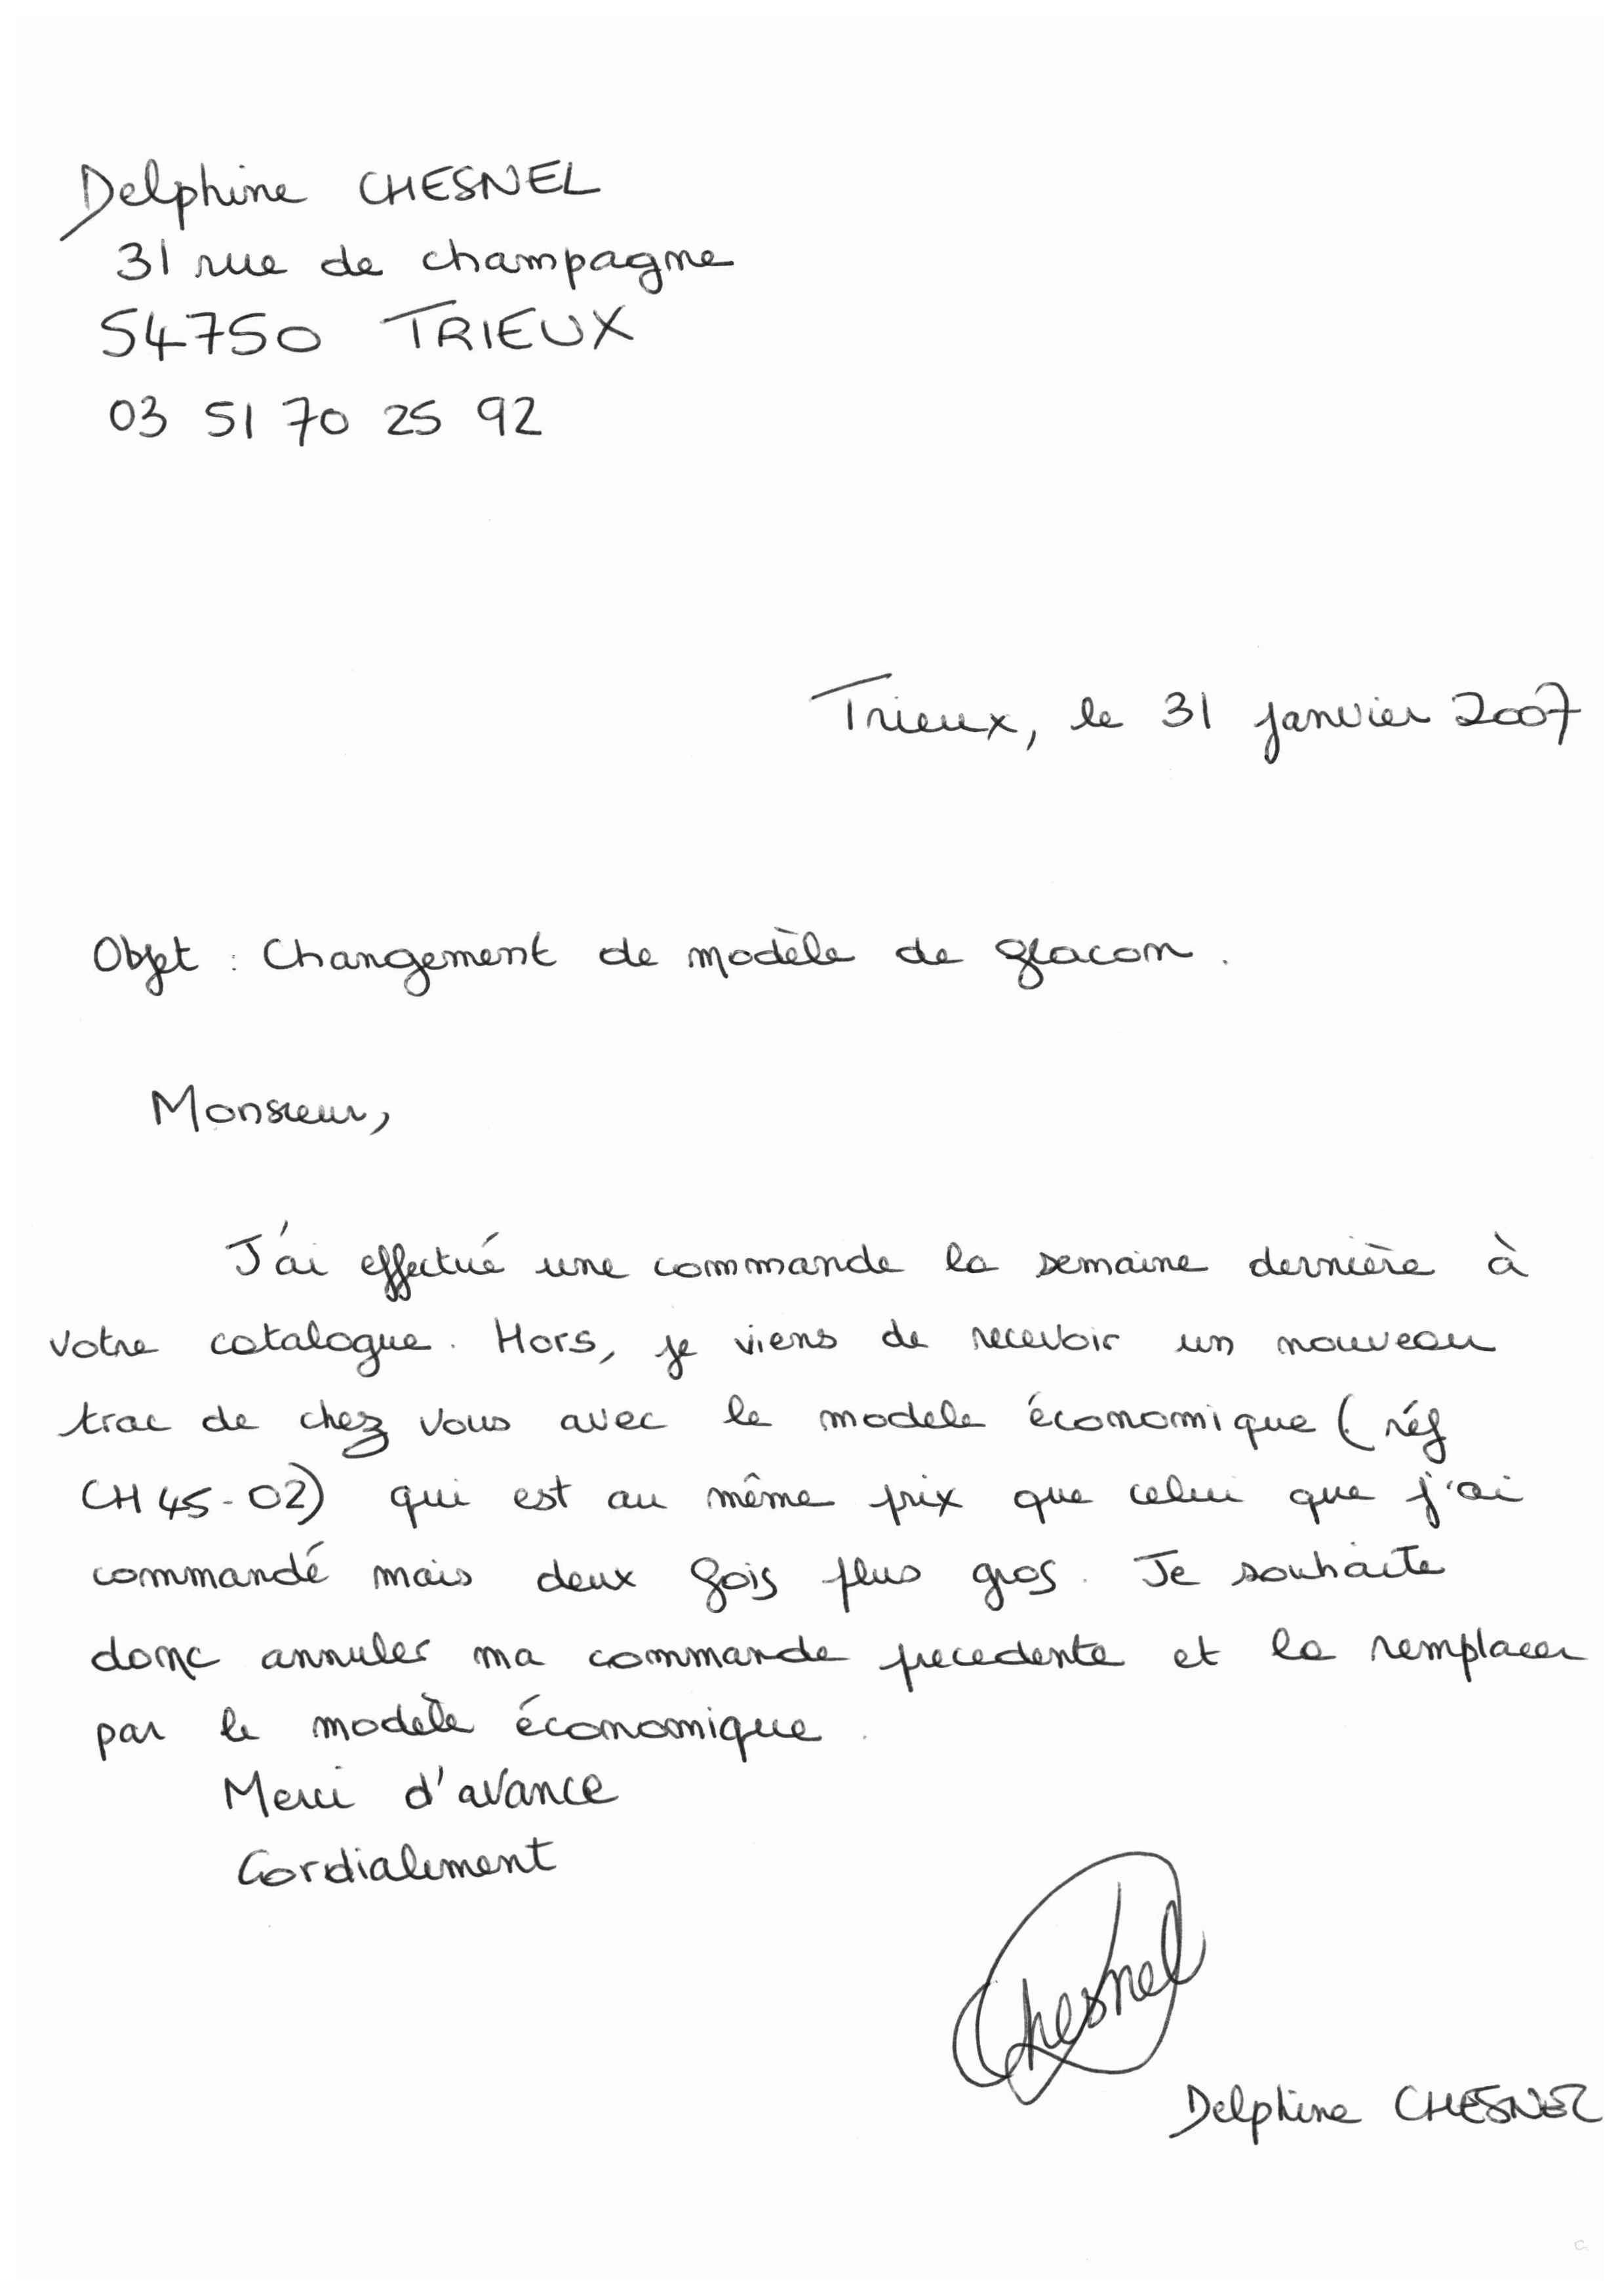 Delphine CHESNEL
31 rue de champagne
54750 TRIEUX
03 51 70 25 92
Trieux, le 31 janvier 2007
Objet : Changement de modèle de flacon.
Monsieur,
J'ai effectué une commande la semaine dernière à
votre catalogue. Hors, je viens de recevoir un nouveau
trac de chez vous avec le modele économique (réf
CH45-02) qui est au même prix que celui que j'ai
commandé mais deux fois plus gros. Je souhaite
donc annuler ma commande precedente et la remplacer
par le modèle économique.
Merci d'avance
Cordialement
Chesnel
Delphine CHESNEL